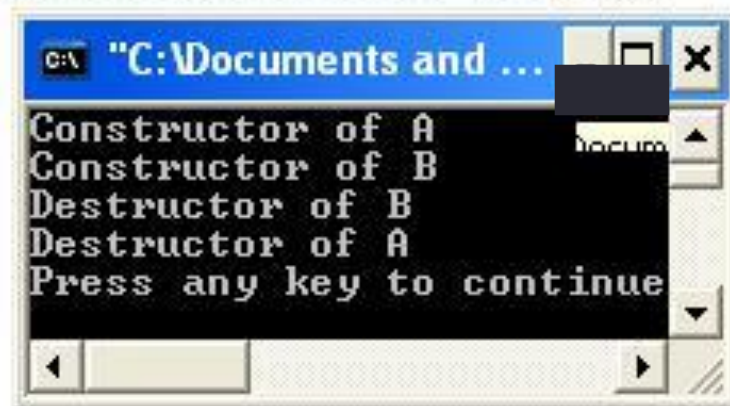 C:\ "C:\Documents and ...
Constructor of A
Constructor of B
Destructor of B
Destructor of A
Press any key to continue